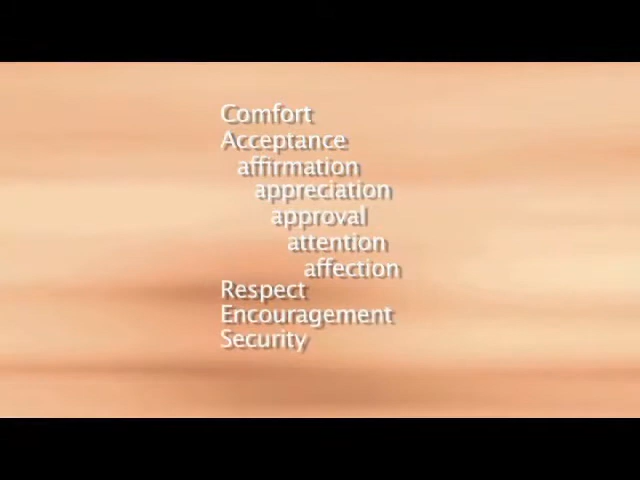 Comfort
Acceptance
affirmation
appreciation
approval
attention
affection
Respect
Encouragement
Security